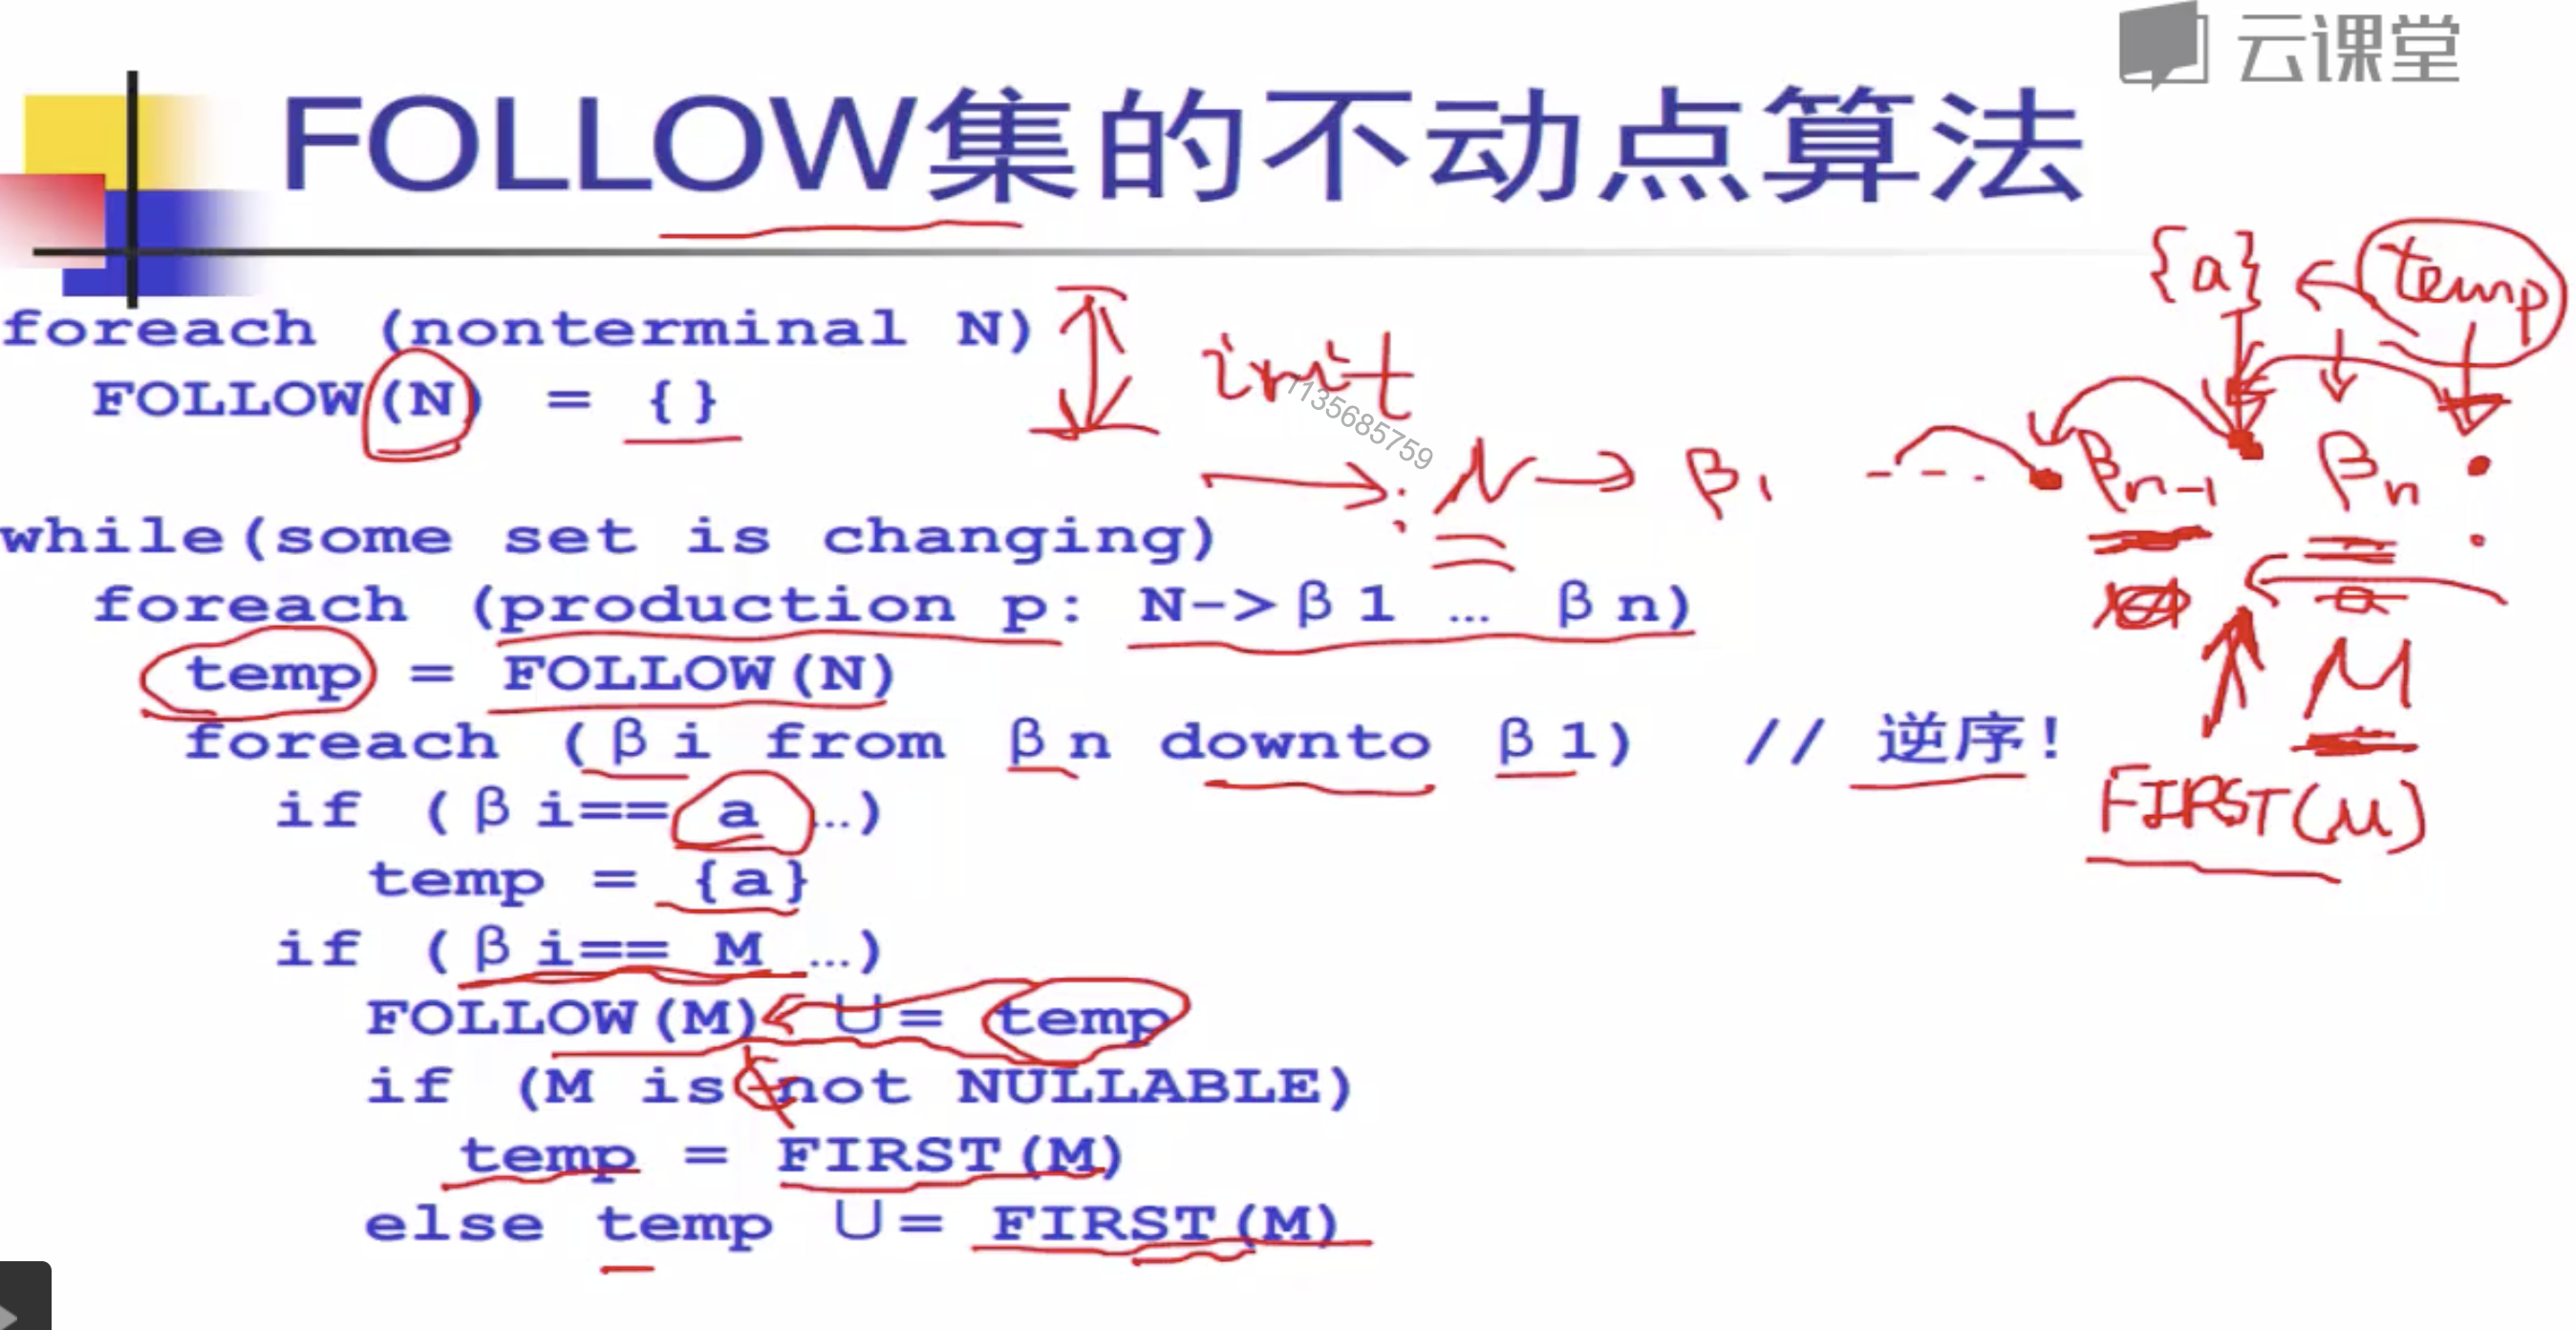 云课堂
FOLLOW集的不动点算法
{a} ← temp
foreach (nonterminal N)
FOLLOW(N) = {}
init
1135685759
: N → β1 --- βn-1 βn
while(some set is changing)
foreach (production p: N->β1 … βn)
temp = FOLLOW(N)
M
foreach (βi from βn downto β1) // 逆序!
FIRST(M)
if (βi== a …)
temp = {a}
if (βi== M …)
FOLLOW(M) ∪= temp
if (M is not NULLABLE)
temp = FIRST(M)
else temp ∪= FIRST(M)